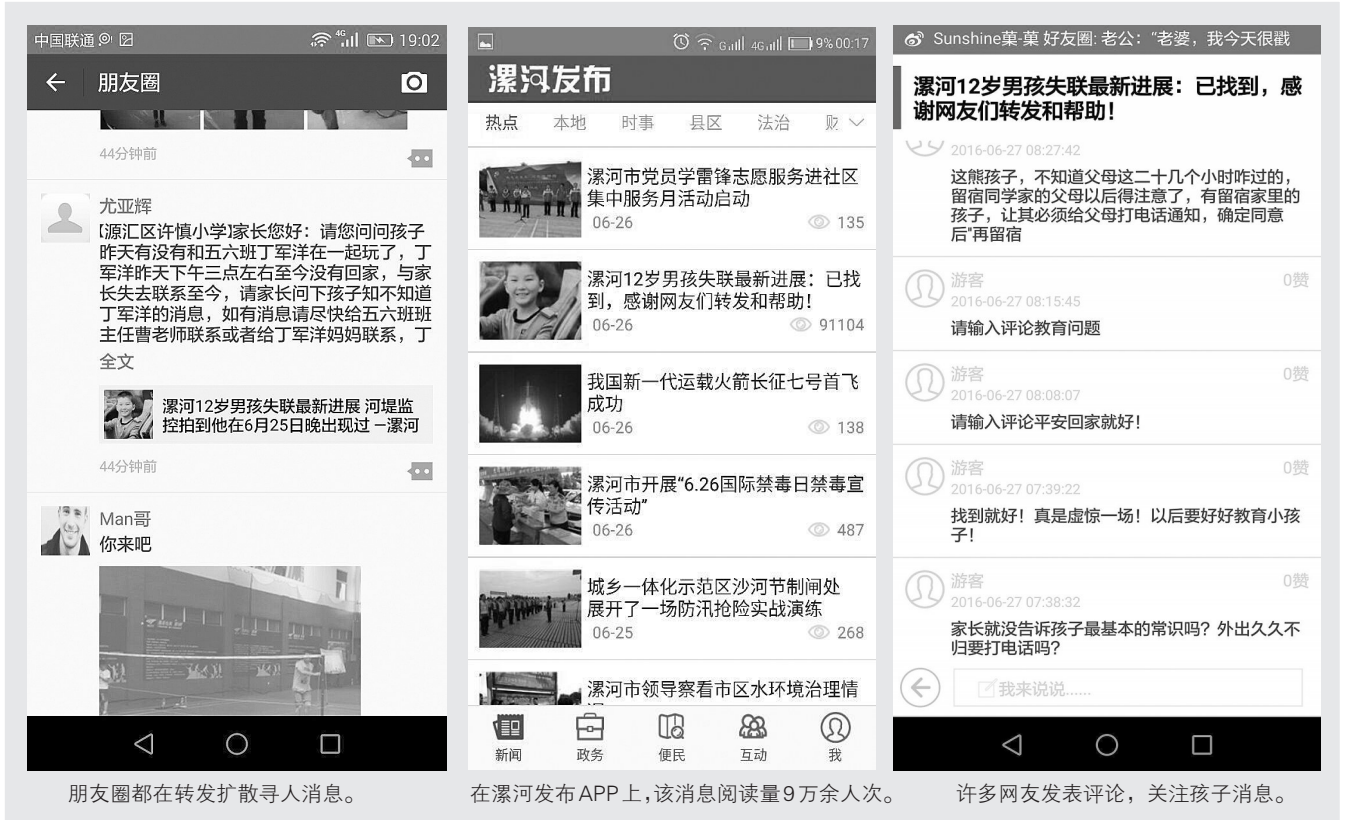 中国联通
4G
19:02
朋友圈
44分钟前
尤亚辉
【源汇区许慎小学】家长您好：请您问问孩子
昨天有没有和五六班丁军洋在一起玩了，丁
军洋昨天下午三点左右至今没有回家，与家
长失去联系至今，请家长问下孩子知不知道
丁军洋的消息，如有消息请尽快给五六班班
主任曹老师联系或者给丁军洋妈妈联系，丁
全文
漯河12岁男孩失联最新进展 河堤监
控拍到他在6月25日晚出现过 –漯河
44分钟前
Man哥
你来吧
朋友圈都在转发扩散寻人消息。
G 4G 9% 00:17
漯河发布
热点 本地 时事 县区 法治
漯河市党员学雷锋志愿服务进社区
集中服务月活动启动
06-26 135
漯河12岁男孩失联最新进展：已找
到，感谢网友们转发和帮助！
06-26 91104
我国新一代运载火箭长征七号首飞
成功
06-26 138
漯河市开展“6.26国际禁毒日禁毒宣
传活动”
06-26 487
城乡一体化示范区沙河节制闸处
展开了一场防汛抢险实战演练
06-25 268
漯河市领导察看市区水环境治理情
新闻 政务 便民 互动 我
在漯河发布APP上，该消息阅读量9万余人次。
Sunshine菓-菓 好友圈: 老公：“老婆，我今天很戳
漯河12岁男孩失联最新进展：已找到，感
谢网友们转发和帮助！
2016-06-27 08:27:42
这熊孩子，不知道父母这二十几个小时咋过的，
留宿同学家的父母以后得注意了，有留宿家里的
孩子，让其必须给父母打电话通知，确定同意
后"再留宿
游客 0赞
2016-06-27 08:15:45
请输入评论教育问题
游客 0赞
2016-06-27 08:08:07
请输入评论平安回家就好！
游客 0赞
2016-06-27 07:39:22
找到就好！真是虚惊一场！以后要好好教育小孩
子！
游客 0赞
2016-06-27 07:38:32
家长就没告诉孩子最基本的常识吗？外出久久不
归要打电话吗？
我来说说......
许多网友发表评论，关注孩子消息。